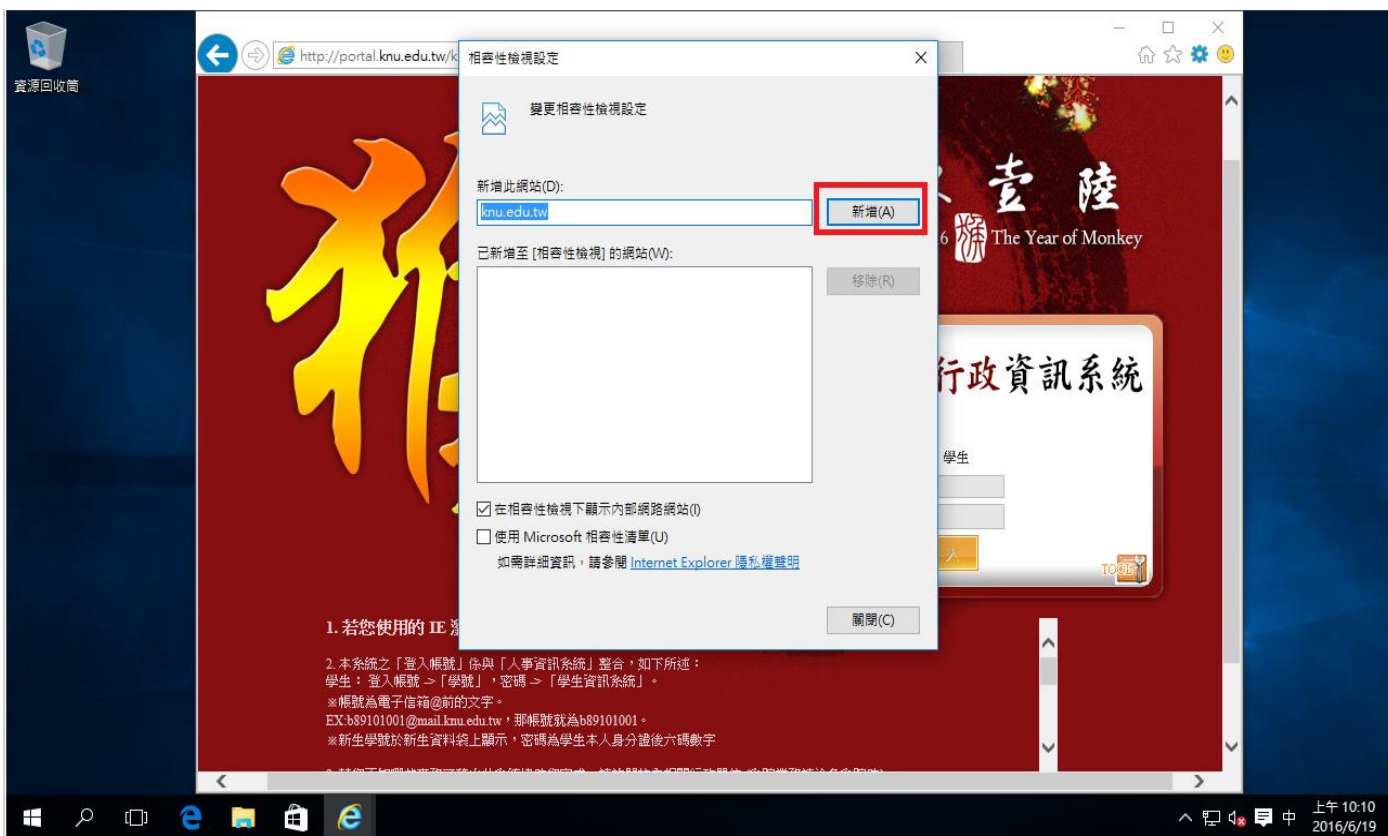 資源回收筒
http://portal.knu.edu.tw/k
相容性檢視設定
變更相容性檢視設定
新增此網站(D):
knu.edu.tw
新增(A)
已新增至 [相容性檢視] 的網站(W):
移除(R)
在相容性檢視下顯示內部網路網站(I)
使用 Microsoft 相容性清單(U)
如需詳細資訊，請參閱 Internet Explorer 隱私權聲明
關閉(C)
壹 陸
6 猴 The Year of Monkey
行政資訊系統
學生
入
TOOL
1. 若您使用的 IE
2. 本系統之「登入帳號」係與「人事資訊系統」整合，如下所述：
學生： 登入帳號 -> 「學號」，密碼 -> 「學生資訊系統」。
※帳號為電子信箱@前的文字。
EX:b89101001@mail.knu.edu.tw，那帳號就為b89101001。
※新生學號於新生資料袋上顯示，密碼為學生本人身分證後六碼數字
中
上午 10:10
2016/6/19